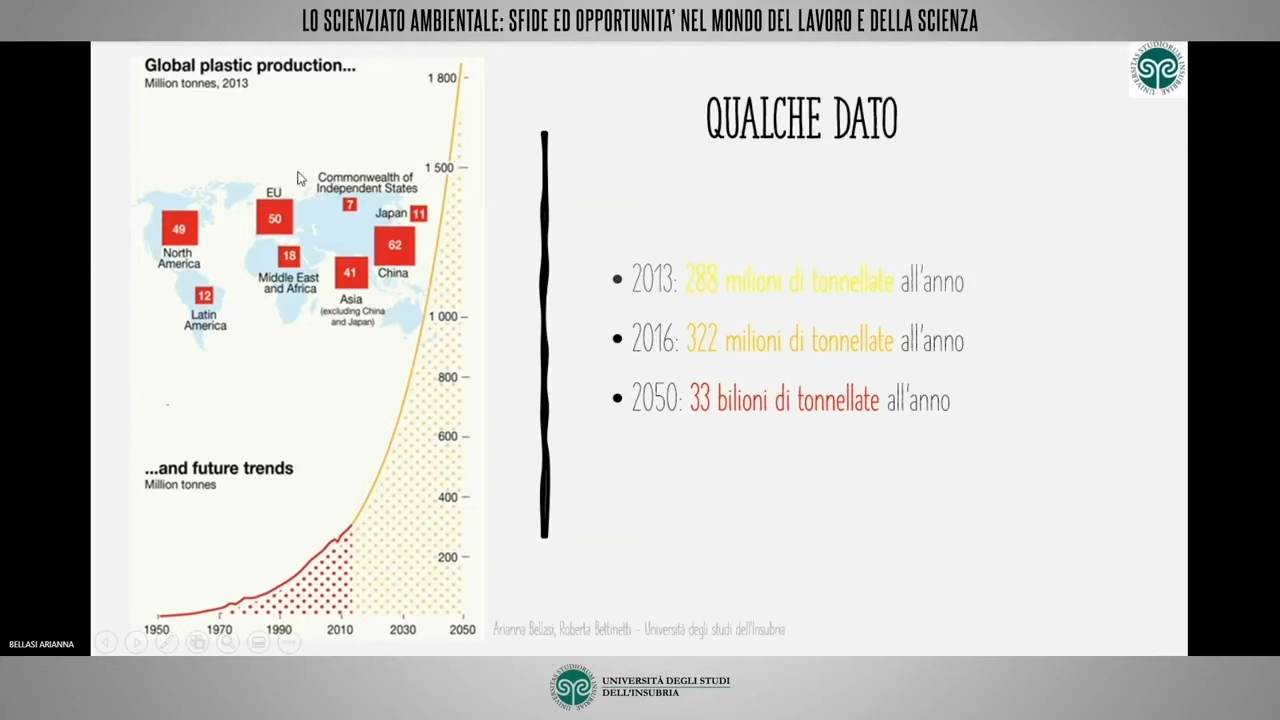 LO SCIENZIATO AMBIENTALE: SFIDE ED OPPORTUNITA' NEL MONDO DEL LAVORO E DELLA SCIENZA
Global plastic production...
Million tonnes, 2013
1 800
1 500
1 000
800
600
400
200
EU
50
Commonwealth of
Independent States
7
Japan 11
49
North
America
18
Middle East
and Africa
62
China
41
Asia
(excluding China
and Japan)
12
Latin
America
...and future trends
Million tonnes
1950 1970 1990 2010 2030 2050
QUALCHE DATO
• 2013: 288 milioni di tonnellate all'anno
• 2016: 322 milioni di tonnellate all'anno
• 2050: 33 bilioni di tonnellate all'anno
Arianna Bellasi, Roberta Bettinetti - Università degli studi dell'Insubria
BELLASI ARIANNA
UNIVERSITÀ DEGLI STUDI
DELL'INSUBRIA